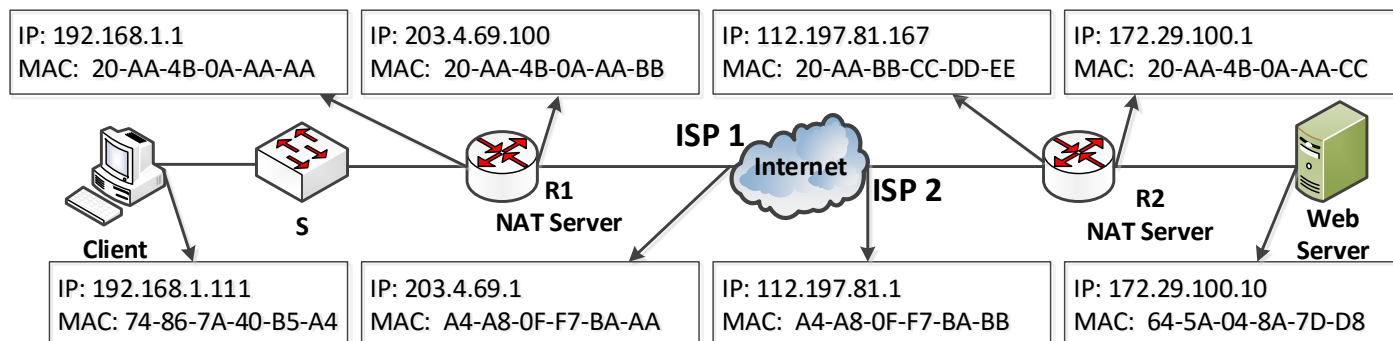 IP: 192.168.1.1
MAC: 20-AA-4B-0A-AA-AA
IP: 203.4.69.100
MAC: 20-AA-4B-0A-AA-BB
IP: 112.197.81.167
MAC: 20-AA-BB-CC-DD-EE
IP: 172.29.100.1
MAC: 20-AA-4B-0A-AA-CC
ISP 1
Internet
ISP 2
Client
S
R1
NAT Server
R2
NAT Server
Web
Server
IP: 192.168.1.111
MAC: 74-86-7A-40-B5-A4
IP: 203.4.69.1
MAC: A4-A8-0F-F7-BA-AA
IP: 112.197.81.1
MAC: A4-A8-0F-F7-BA-BB
IP: 172.29.100.10
MAC: 64-5A-04-8A-7D-D8